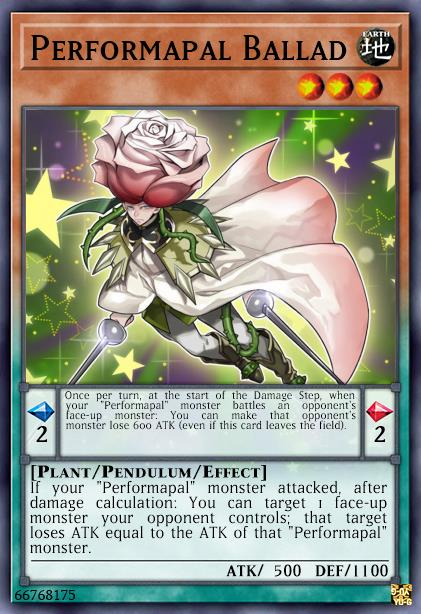 PERFORMAPAL BALLAD
EARTH
地
Once per turn, at the start of the Damage Step, when
your "Performapal" monster battles an opponent's
face-up monster: You can make that opponent's
monster lose 600 ATK (even if this card leaves the field).
2
2
[PLANT/PENDULUM/EFFECT]
If your "Performapal" monster attacked, after
damage calculation: You can target 1 face-up
monster your opponent controls; that target
loses ATK equal to the ATK of that "Performapal"
monster.
ATK/ 500 DEF/1100
66768175